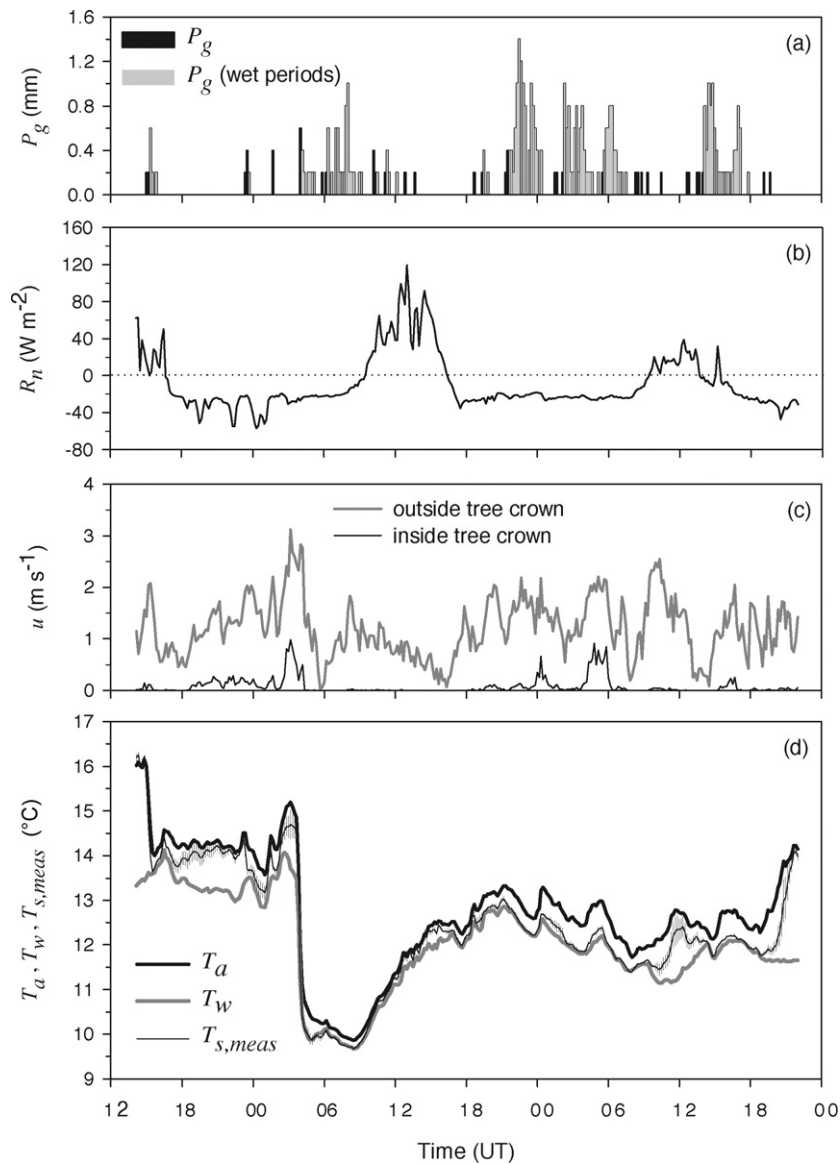 1.6
1.2
0.8
0.4
0.0
P_g (mm)
P_g
P_g (wet periods)
(a)
160
120
80
40
0
-40
-80
R_n (W m⁻²)
(b)
4
3
2
1
0
u (m s⁻¹)
outside tree crown
inside tree crown
(c)
17
16
15
14
13
12
11
10
9
T_a, T_w, T_s,meas (°C)
T_a
T_w
T_s,meas
(d)
12 18 00 06 12 18 00 06 12 18 00
Time (UT)